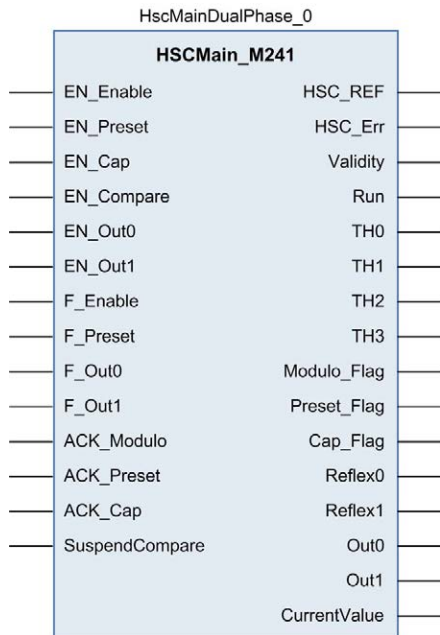 HscMainDualPhase_0
HSCMain_M241
EN_Enable HSC_REF
EN_Preset HSC_Err
EN_Cap Validity
EN_Compare Run
EN_Out0 TH0
EN_Out1 TH1
F_Enable TH2
F_Preset TH3
F_Out0 Modulo_Flag
F_Out1 Preset_Flag
ACK_Modulo Cap_Flag
ACK_Preset Reflex0
ACK_Cap Reflex1
SuspendCompare Out0
Out1
CurrentValue